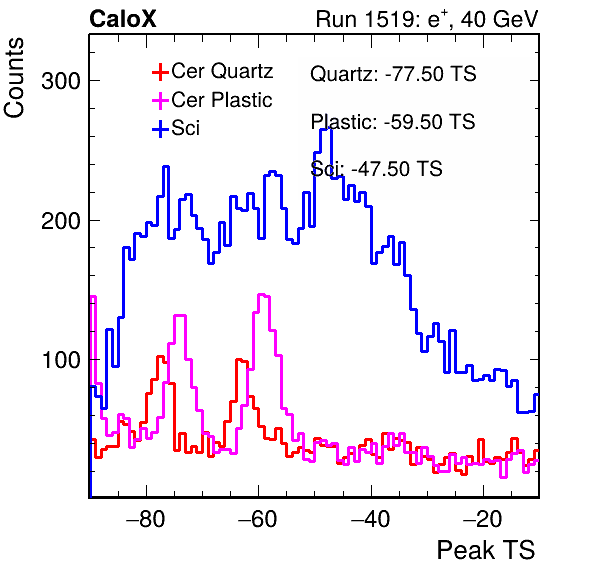 CaloX Run 1519: e⁺, 40 GeV
Counts
300
200
100
Cer Quartz
Cer Plastic
Sci
Quartz: -77.50 TS
Plastic: -59.50 TS
Sci: -47.50 TS
−80 −60 −40 −20
Peak TS